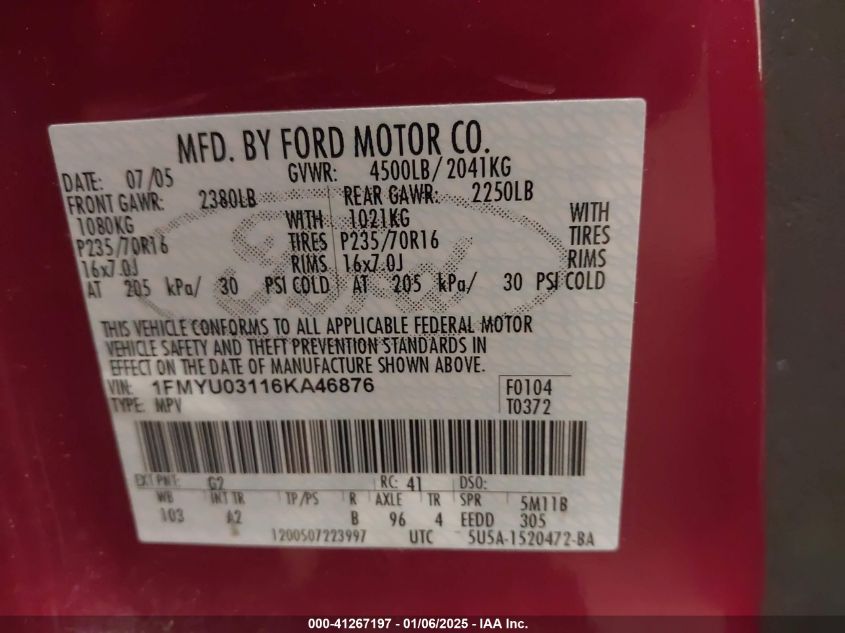 MFD. BY FORD MOTOR CO.
DATE: 07/05 GVWR: 4500LB/2041KG
FRONT GAWR: 2380LB REAR GAWR: 2250LB
1080KG WITH 1021KG WITH
P235/70R16 TIRES P235/70R16 TIRES
16x7.0J RIMS 16x7.0J RIMS
AT 205 kPa/ 30 PSI COLD AT 205 kPa/ 30 PSI COLD
THIS VEHICLE CONFORMS TO ALL APPLICABLE FEDERAL MOTOR
VEHICLE SAFETY AND THEFT PREVENTION STANDARDS IN
EFFECT ON THE DATE OF MANUFACTURE SHOWN ABOVE.
VIN: 1FMYU03116KA46876 F0104
TYPE: MPV T0372
EXT PNT: G2 RC: 41 DSO:
WB INT TR TP/PS R AXLE TR SPR 5M11B
103 A2 B 96 4 EEDD 305
1200507223997 UTC 5U5A-1520472-BA
Ford
000-41267197 - 01/06/2025 - IAA Inc.